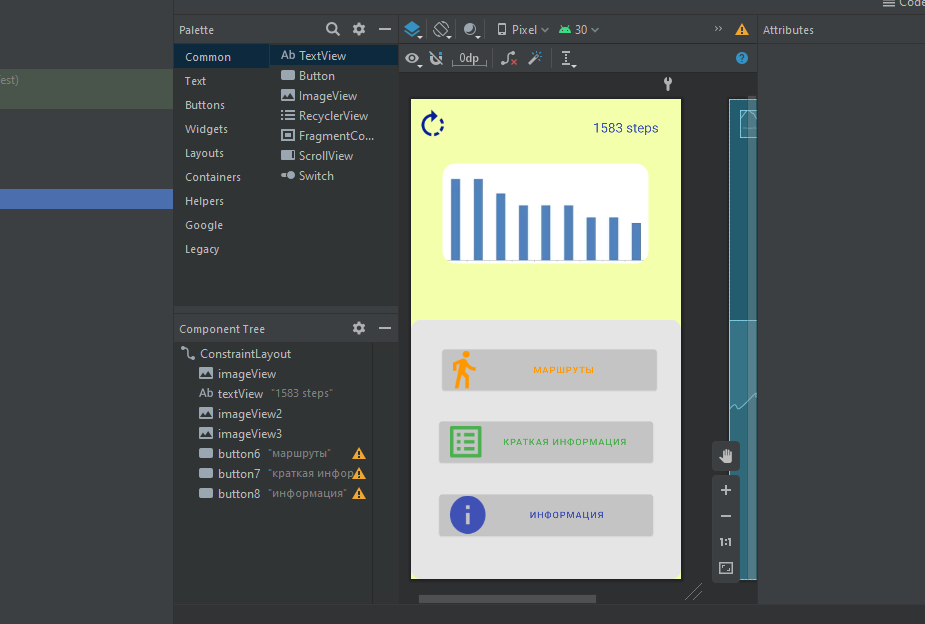 Code
Palette
Pixel
30
Attributes
est)
Common
Text
Buttons
Widgets
Layouts
Containers
Helpers
Google
Legacy
Ab TextView
Button
ImageView
RecyclerView
FragmentCo...
ScrollView
Switch
0dp
1583 steps
Component Tree
ConstraintLayout
imageView
Ab textView "1583 steps"
imageView2
imageView3
button6 "маршруты"
button7 "краткая инфор
button8 "информация"
МАРШРУТЫ
КРАТКАЯ ИНФОРМАЦИЯ
ИНФОРМАЦИЯ
1:1